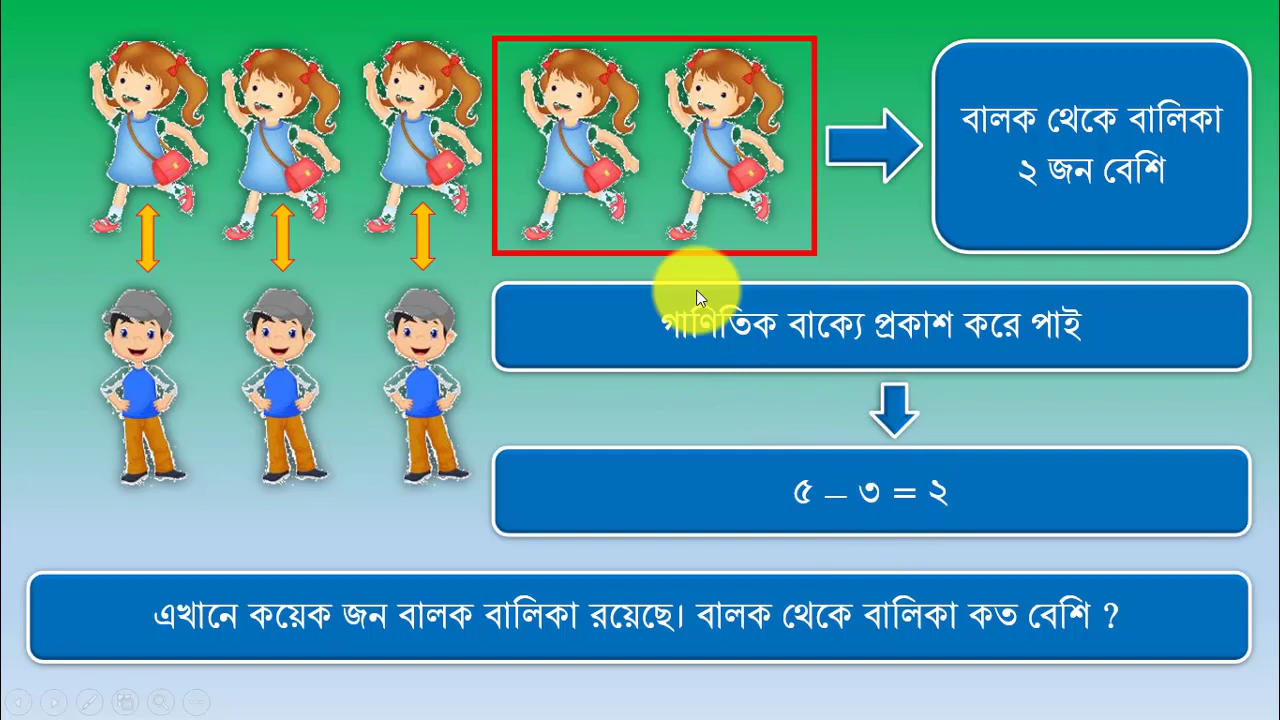 বালক থেকে বালিকা
২ জন বেশি
গাণিতিক বাক্যে প্রকাশ করে পাই
৫ – ৩ = ২
এখানে কয়েক জন বালক বালিকা রয়েছে। বালক থেকে বালিকা কত বেশি ?